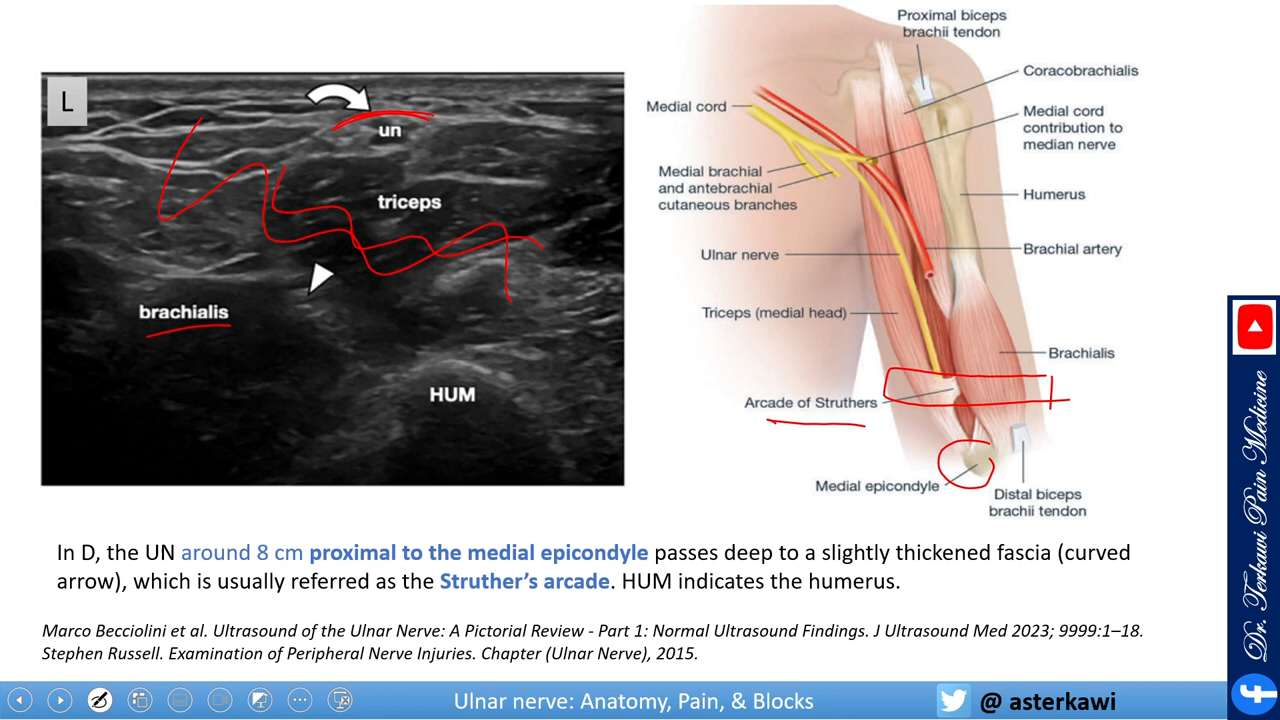 L
un
triceps
brachialis
HUM
Proximal biceps
brachii tendon
Coracobrachialis
Medial cord
Medial cord
contribution to
median nerve
Medial brachial
and antebrachial
cutaneous branches
Humerus
Ulnar nerve
Brachial artery
Triceps (medial head)
Brachialis
Arcade of Struthers
Medial epicondyle
Distal biceps
brachii tendon
In D, the UN around 8 cm proximal to the medial epicondyle passes deep to a slightly thickened fascia (curved
arrow), which is usually referred as the Struther’s arcade. HUM indicates the humerus.
Marco Becciolini et al. Ultrasound of the Ulnar Nerve: A Pictorial Review - Part 1: Normal Ultrasound Findings. J Ultrasound Med 2023; 9999:1–18.
Stephen Russell. Examination of Peripheral Nerve Injuries. Chapter (Ulnar Nerve), 2015.
Ulnar nerve: Anatomy, Pain, & Blocks
@ asterkawi
Dr. Terkawi Pain Medicine